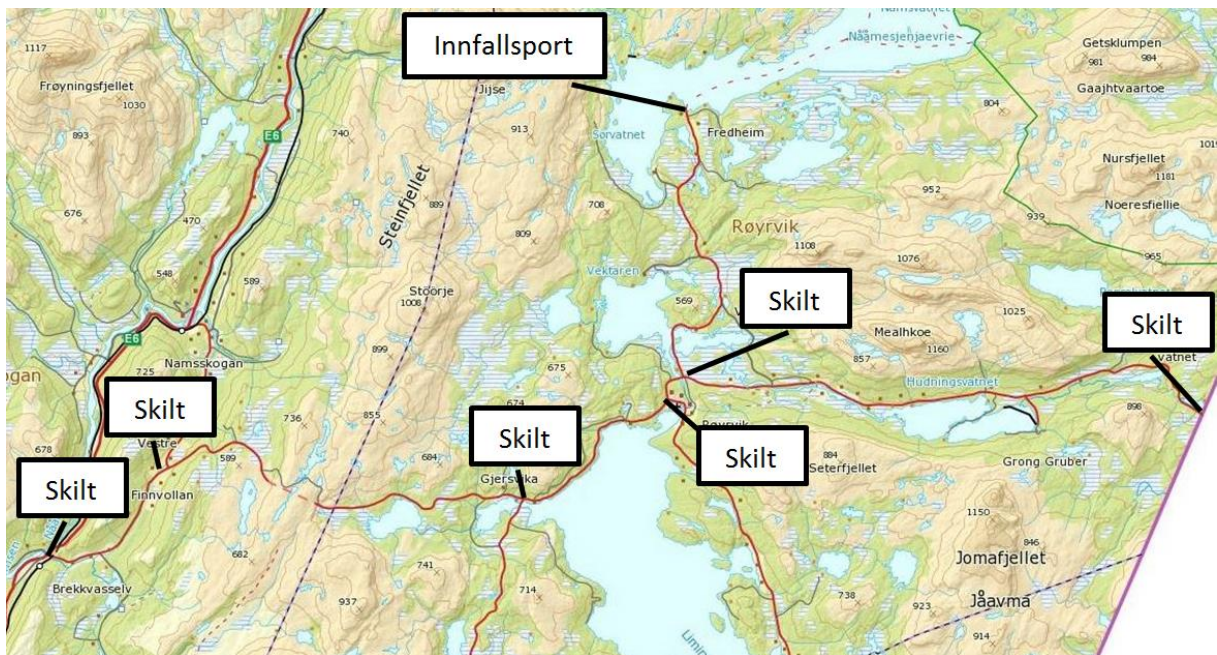 Namsvatnet
Nååmesjenjaevrie
Innfallsport
Getsklumpen
981
984
Gaajhtvaartoe
1117
Frøyningsfjellet
1030
893
E6
740
Jijse
913
Sørvatnet
Fredheim
804
Nursfjellet
1181
Noeresfiellie
676
470
Steinfjellet
889
708
952
939
Røyrvik
809
1108
1076
965
548
589
Vektaren
Stoorje
1008
569
Skilt
1025
Skilt
E6
Namsskogan
899
Mealhkoe
857
1160
vatnet
725
675
Hudningsvatnet
Skilt
736
855
674
898
Vestre
678
589
Skilt
684
Røyrvik
884
Skilt
Seterfjellet
Grong Gruber
Skilt
Finnvollan
Gjersvika
1150
846
682
Jomafjellet
741
Brekkvasselv
937
714
738
923
Jåavma
914